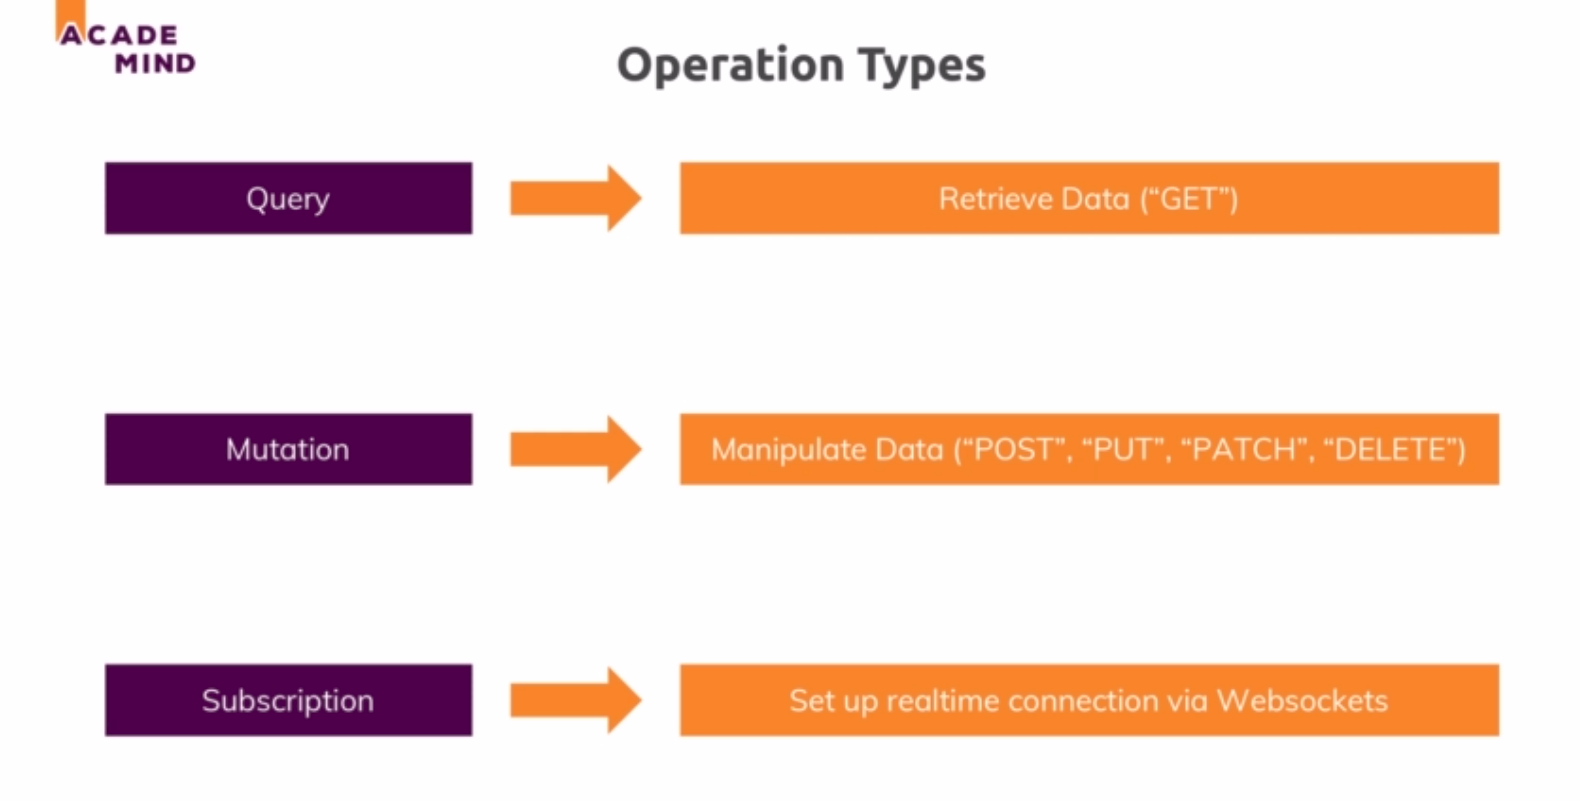 ACADE
MIND
Operation Types
Query
Retrieve Data (“GET”)
Mutation
Manipulate Data (“POST”, “PUT”, “PATCH”, “DELETE”)
Subscription
Set up realtime connection via Websockets